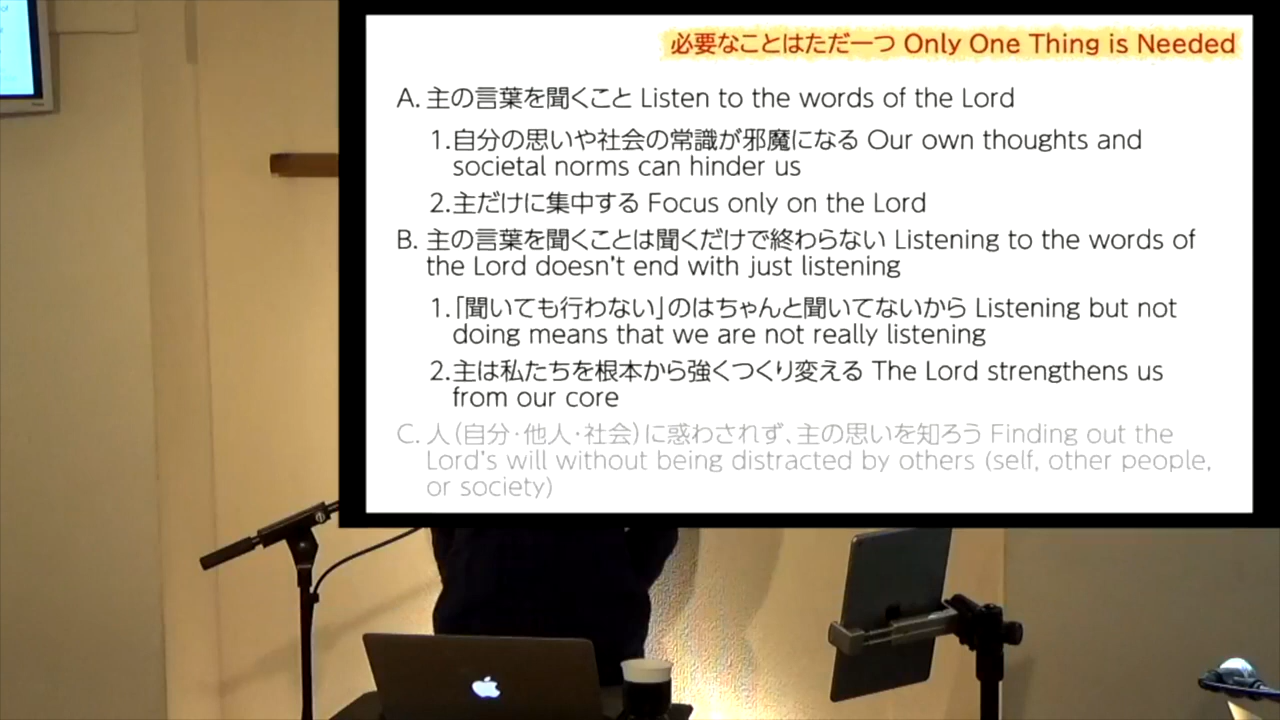 必要なことはただ一つ Only One Thing is Needed
A. 主の言葉を聞くこと Listen to the words of the Lord
1.自分の思いや社会の常識が邪魔になる Our own thoughts and
societal norms can hinder us
2.主だけに集中する Focus only on the Lord
B. 主の言葉を聞くことは聞くだけで終わらない Listening to the words of
the Lord doesn't end with just listening
1.「聞いても行わない」のはちゃんと聞いてないから Listening but not
doing means that we are not really listening
2.主は私たちを根本から強くつくり変える The Lord strengthens us
from our core
C. 人(自分・他人・社会)に惑わされず、主の思いを知ろう Finding out the
Lord's will without being distracted by others (self, other people,
or society)